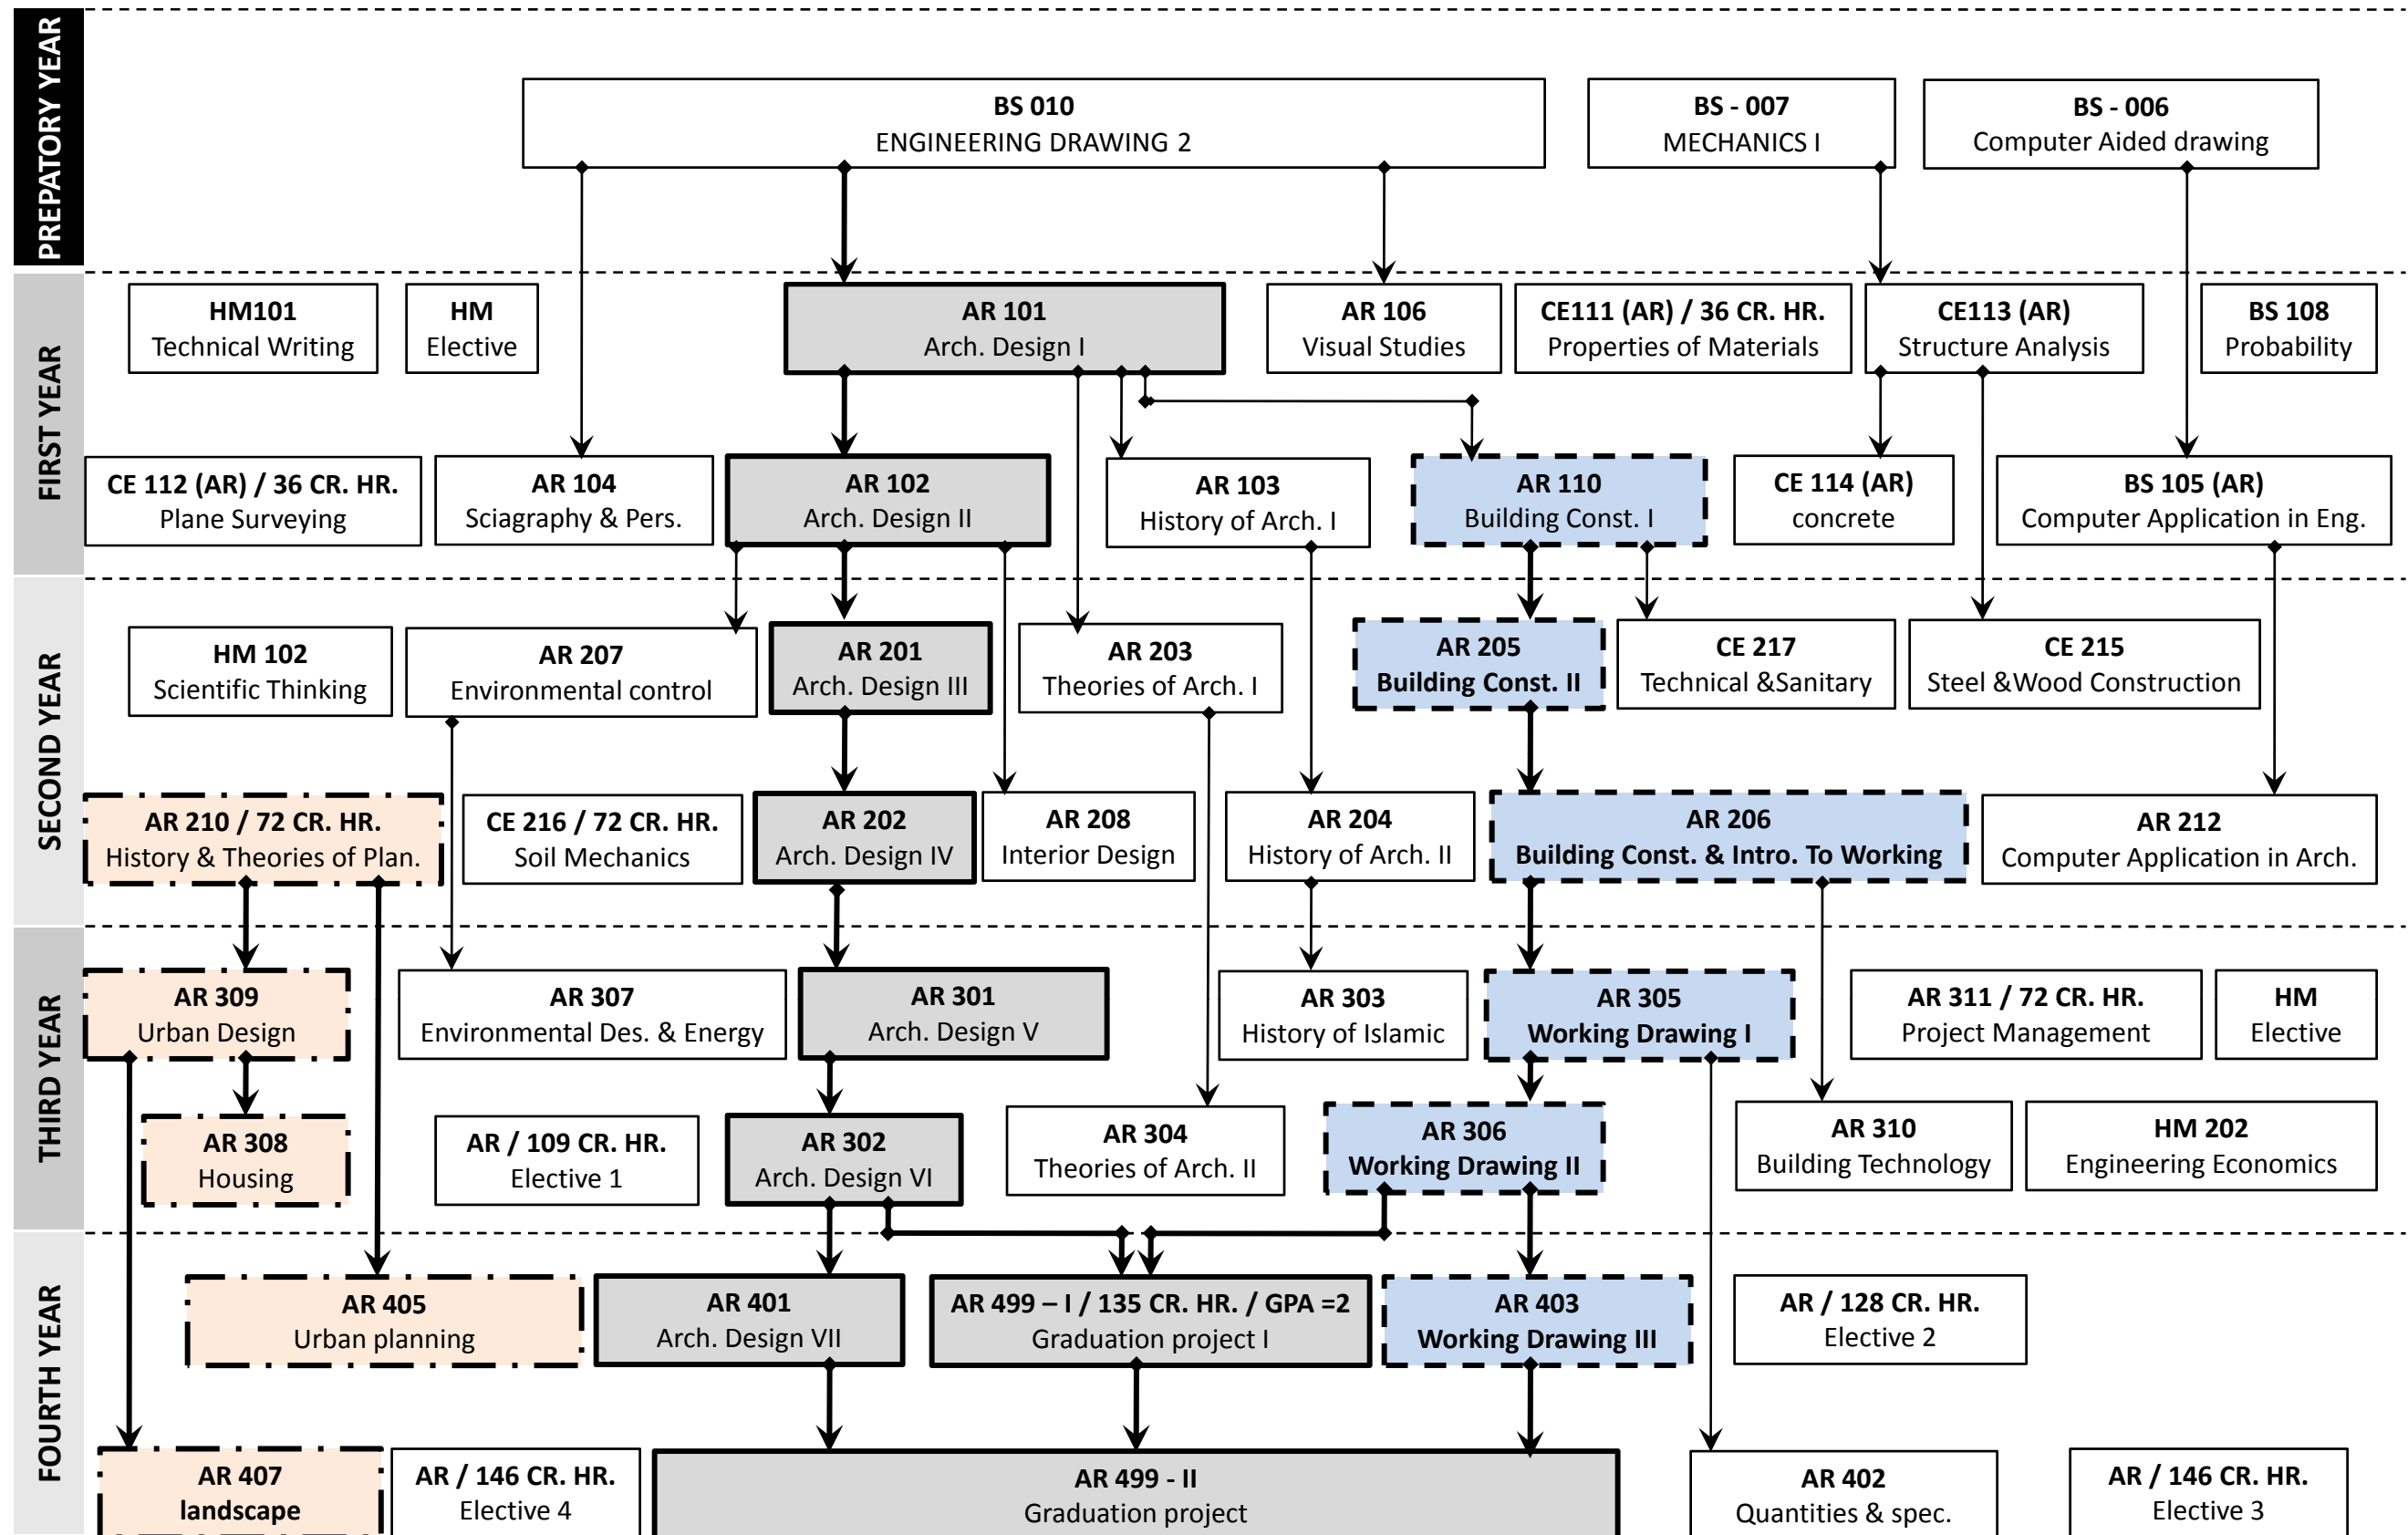 PREPATORY YEAR
BS 010
ENGINEERING DRAWING 2
BS - 007
MECHANICS I
BS - 006
Computer Aided drawing
FIRST YEAR
HM101
Technical Writing
HM
Elective
AR 101
Arch. Design I
AR 106
Visual Studies
CE111 (AR) / 36 CR. HR.
Properties of Materials
CE113 (AR)
Structure Analysis
BS 108
Probability
CE 112 (AR) / 36 CR. HR.
Plane Surveying
AR 104
Sciagraphy & Pers.
AR 102
Arch. Design II
AR 103
History of Arch. I
AR 110
Building Const. I
CE 114 (AR)
concrete
BS 105 (AR)
Computer Application in Eng.
SECOND YEAR
HM 102
Scientific Thinking
AR 207
Environmental control
AR 201
Arch. Design III
AR 203
Theories of Arch. I
AR 205
Building Const. II
CE 217
Technical &Sanitary
CE 215
Steel &Wood Construction
AR 210 / 72 CR. HR.
History & Theories of Plan.
CE 216 / 72 CR. HR.
Soil Mechanics
AR 202
Arch. Design IV
AR 208
Interior Design
AR 204
History of Arch. II
AR 206
Building Const. & Intro. To Working
AR 212
Computer Application in Arch.
THIRD YEAR
AR 309
Urban Design
AR 307
Environmental Des. & Energy
AR 301
Arch. Design V
AR 303
History of Islamic
AR 305
Working Drawing I
AR 311 / 72 CR. HR.
Project Management
HM
Elective
AR 308
Housing
AR / 109 CR. HR.
Elective 1
AR 302
Arch. Design VI
AR 304
Theories of Arch. II
AR 306
Working Drawing II
AR 310
Building Technology
HM 202
Engineering Economics
FOURTH YEAR
AR 405
Urban planning
AR 401
Arch. Design VII
AR 499 – I / 135 CR. HR. / GPA =2
Graduation project I
AR 403
Working Drawing III
AR / 128 CR. HR.
Elective 2
AR 407
landscape
AR / 146 CR. HR.
Elective 4
AR 499 - II
Graduation project
AR 402
Quantities & spec.
AR / 146 CR. HR.
Elective 3